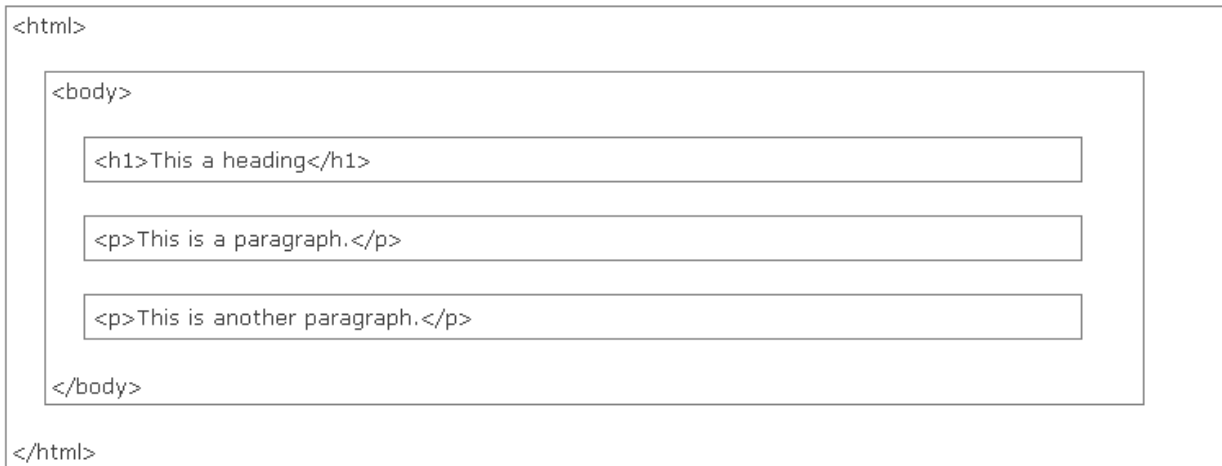 <html>
<body>
<h1>This a heading</h1>
<p>This is a paragraph.</p>
<p>This is another paragraph.</p>
</body>
</html>